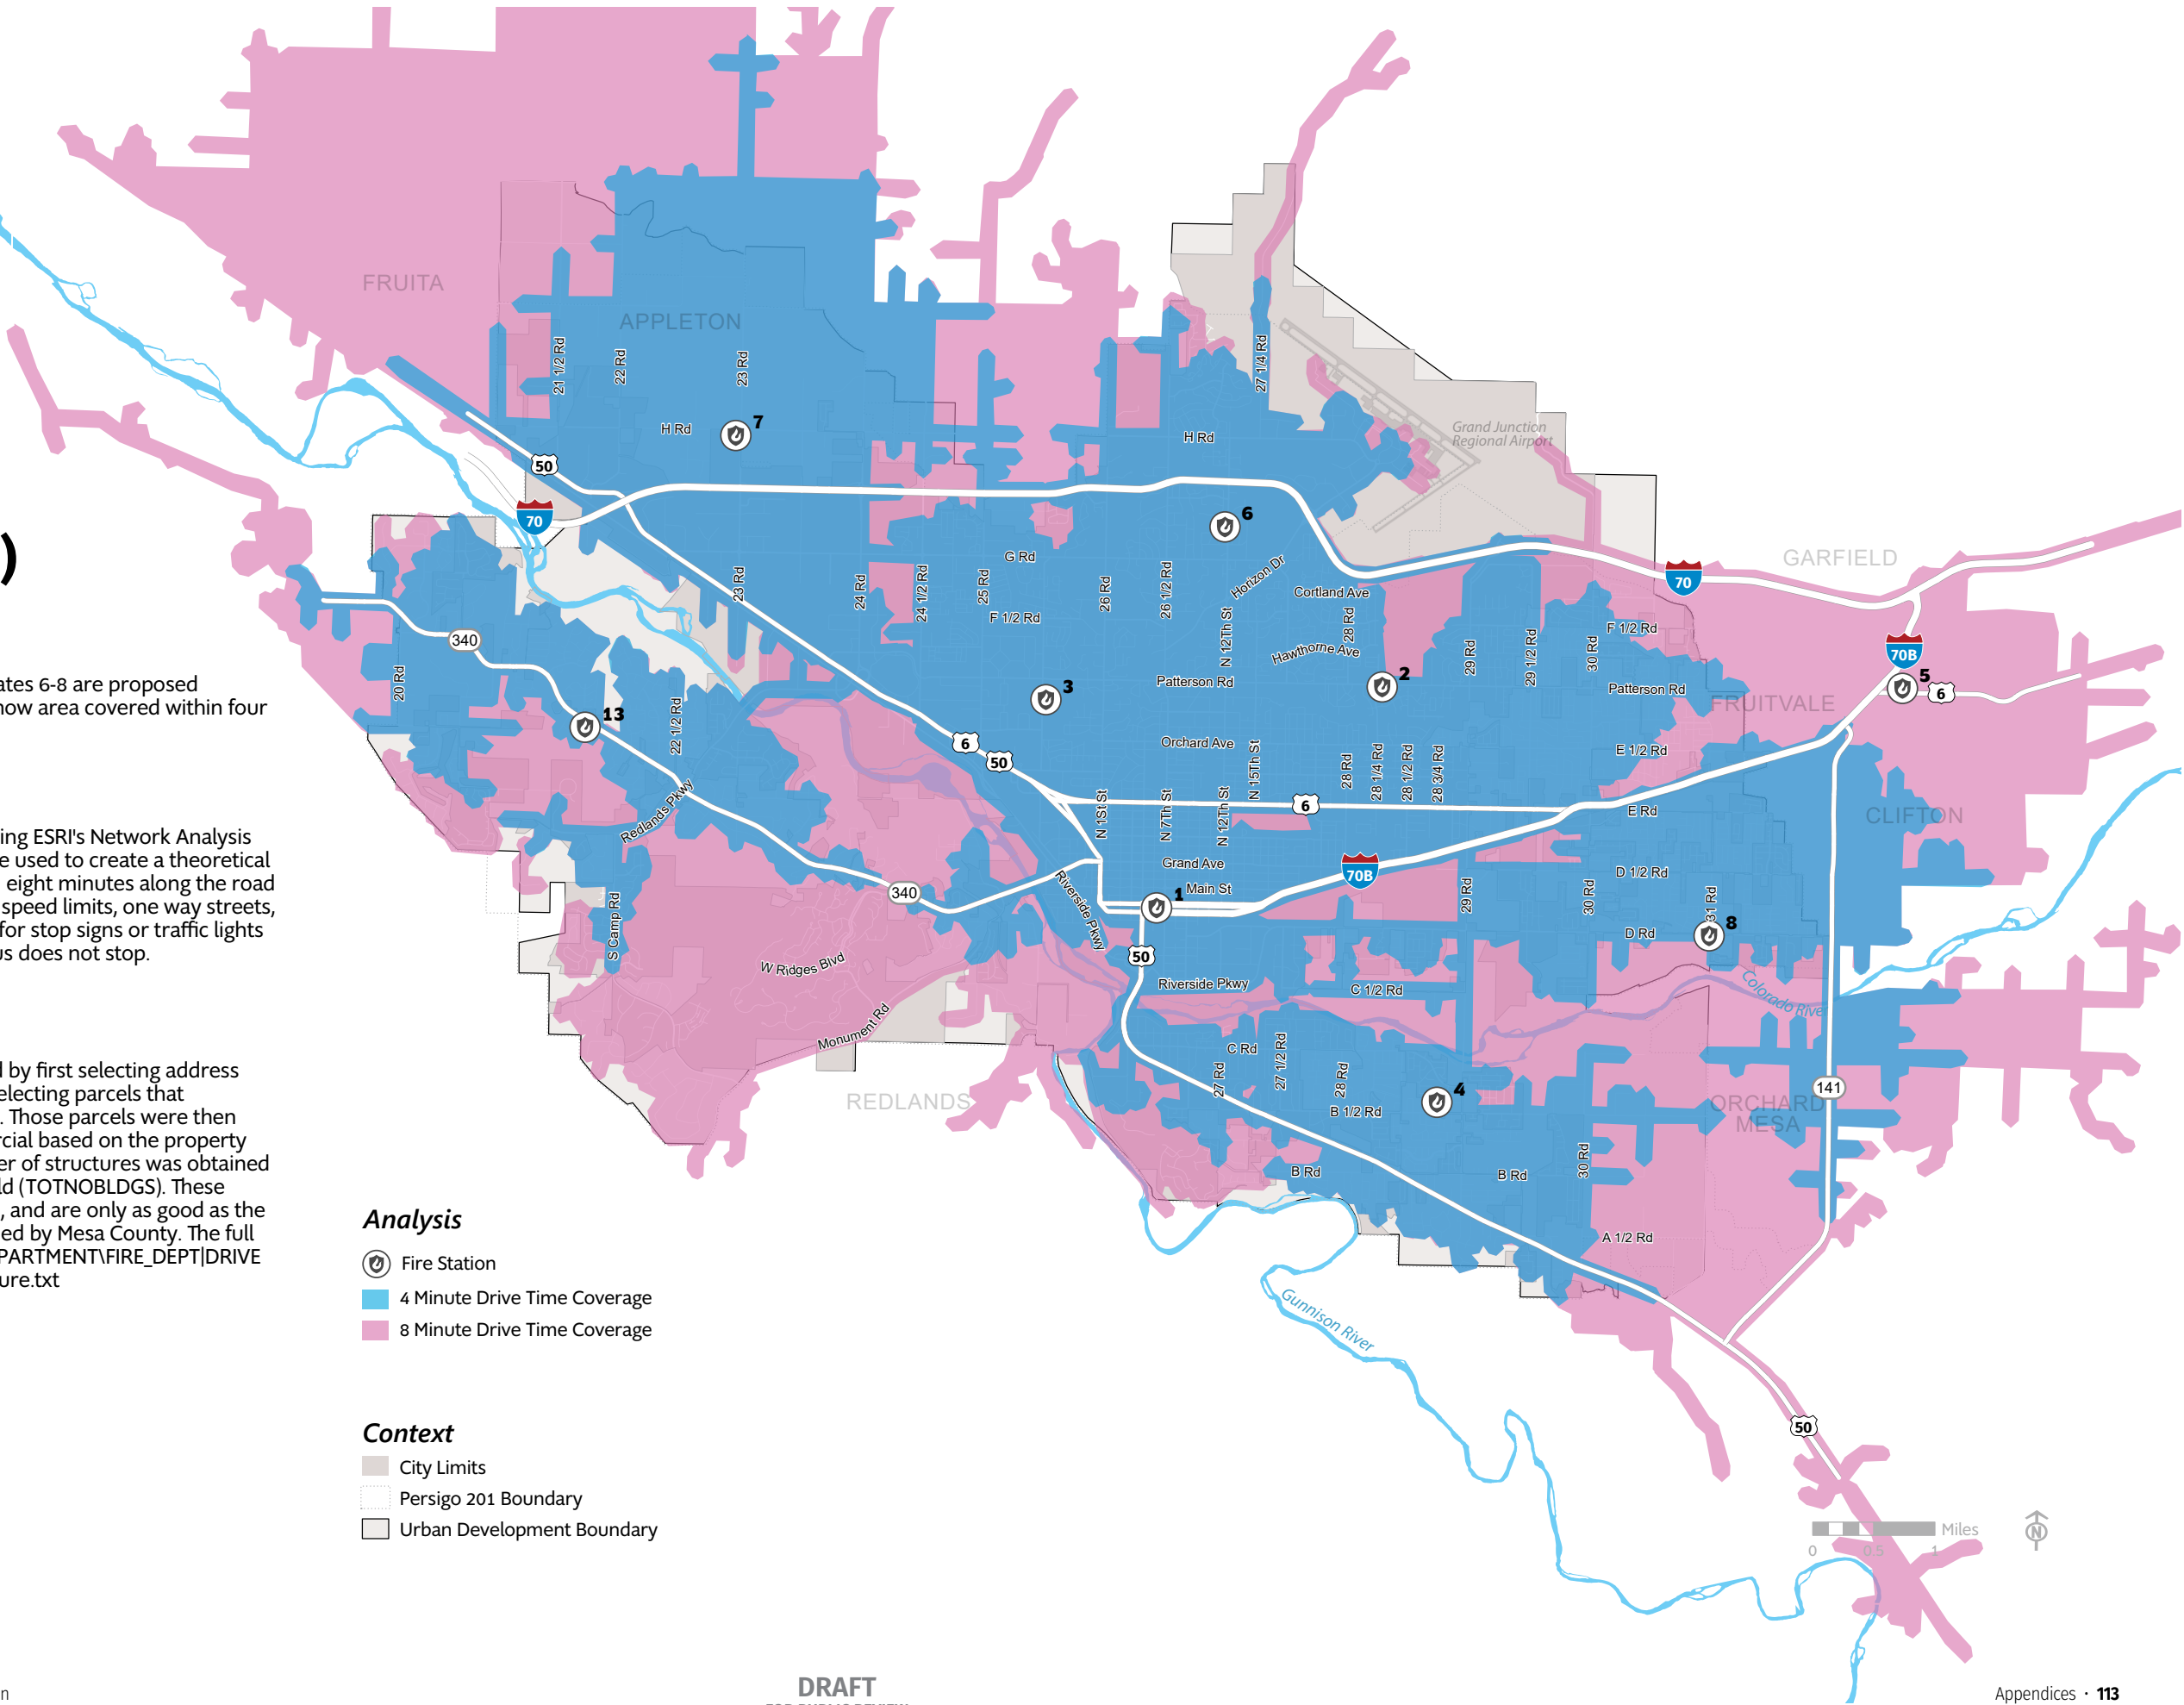 )
ates 6-8 are proposed
now area covered within four
ing ESRI's Network Analysis
e used to create a theoretical
eight minutes along the road
speed limits, one way streets,
for stop signs or traffic lights
us does not stop.
d by first selecting address
electing parcels that
. Those parcels were then
rcial based on the property
er of structures was obtained
ld (TOTNOBLDGS). These
, and are only as good as the
ed by Mesa County. The full
PARTMENT\FIRE_DEPT|DRIVE
ure.txt
FRUITA
APPLETON
21 1/2 Rd
22 Rd
23 Rd
27 1/4 Rd
H Rd
7
H Rd
Grand Junction
Regional Airport
50
70
6
G Rd
GARFIELD
70
23 Rd
24 Rd
24 1/2 Rd
25 Rd
26 Rd
26 1/2 Rd
Horizon Dr
Cortland Ave
F 1/2 Rd
N 12Th St
28 Rd
Hawthorne Ave
29 Rd
29 1/2 Rd
30 Rd
F 1/2 Rd
340
20 Rd
70B
Patterson Rd
2
Patterson Rd
5
6
3
FRUITVALE
13
22 1/2 Rd
6
50
Orchard Ave
N 15Th St
28 Rd
28 1/4 Rd
28 1/2 Rd
28 3/4 Rd
E 1/2 Rd
Redlands Pkwy
N 1St St
N 7Th St
N 12Th St
6
E Rd
CLIFTON
Grand Ave
70B
D 1/2 Rd
340
Main St
1
29 Rd
30 Rd
31 Rd
8
Riverside Pkwy
S Camp Rd
D Rd
W Ridges Blvd
50
Riverside Pkwy
C 1/2 Rd
Colorado River
Monument Rd
C Rd
27 Rd
27 1/2 Rd
28 Rd
4
141
REDLANDS
B 1/2 Rd
ORCHARD
MESA
B Rd
B Rd
30 Rd
A 1/2 Rd
Gunnison River
50
Analysis
Fire Station
4 Minute Drive Time Coverage
8 Minute Drive Time Coverage
Context
City Limits
Persigo 201 Boundary
Urban Development Boundary
Miles
0 0.5 1
N
n
DRAFT
FOR PUBLIC REVIEW
Appendices · 113